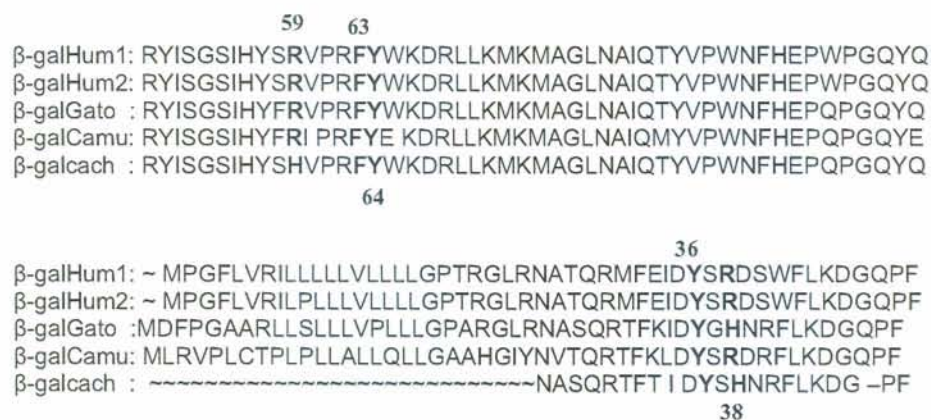 59 63
β-galHum1: RYISGSIHYSRVPRFYWKDRLLKMKMAGLNAIQTYVPWNFHEPWPGQYQ
β-galHum2: RYISGSIHYSRVPRFYWKDRLLKMKMAGLNAIQTYVPWNFHEPWPGQYQ
β-galGato : RYISGSIHYFRVPRFYWKDRLLKMKMAGLNAIQTYVPWNFHEPQPGQYQ
β-galCamu: RYISGSIHYFRI PRFYE KDRLLKMKMAGLNAIQMYVPWNFHEPQPGQYE
β-galcach : RYISGSIHYSHVPRFYWKDRLLKMKMAGLNAIQTYVPWNFHEPQPGQYQ
64
36
β-galHum1: ~ MPGFLVRILLLLLVLLLLGPTRGLRNATQRMFEIDYSRDSWFLKDGQPF
β-galHum2: ~ MPGFLVRILPLLLVLLLLGPTRGLRNATQRMFEIDYSRDSWFLKDGQPF
β-galGato :MDFPGAARLLSLLLVPLLLGPARGLRNASQRTFKIDYGHNRFLKDGQPF
β-galCamu: MLRVPLCTPLPLLALLQLLGAAHGIYNVTQRTFKLDYSRDRFLKDGQPF
β-galcach : ~~~~~~~~~~~~~~~~~~~~~~~~~~NASQRTFT I DYSHNRFLKDG –PF
38